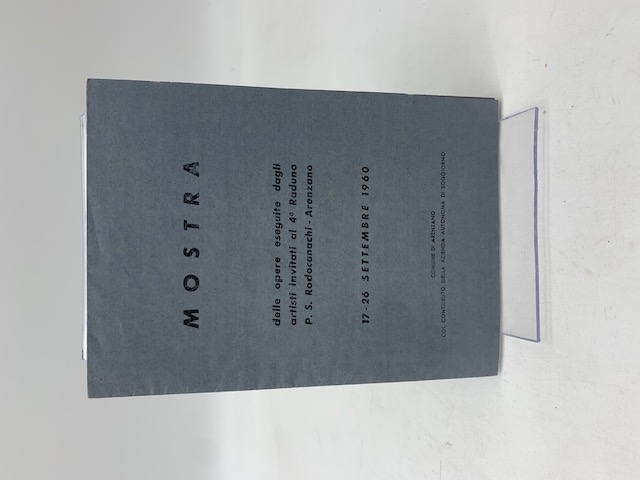 MOSTRA
delle opere eseguite dagli
artisti invitati al 4° Raduno
P. S. Rodocanachi - Arenzano
17-26 SETTEMBRE 1960
COMUNE DI ARENZANO
COL CONTRIBUTO DELLA AZIENDA AUTONOMA DI SOGGIORNO